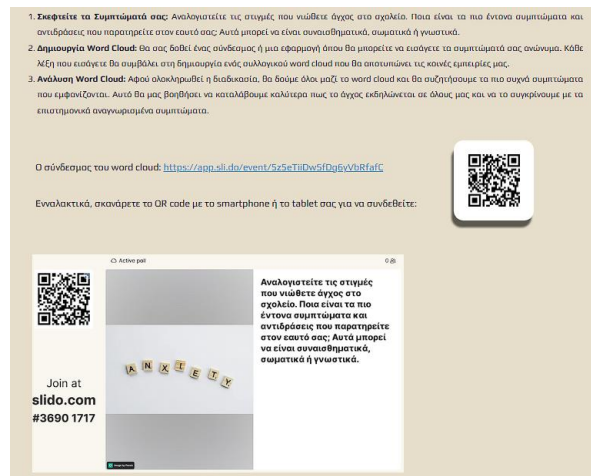 1. Σκεφτείτε τα Συμπτώματά σας: Αναλογιστείτε τις στιγμές που νιώθετε άγχος στο σχολείο. Ποια είναι τα πιο έντονα συμπτώματα και
αντιδράσεις που παρατηρείτε στον εαυτό σας; Αυτά μπορεί να είναι συναισθηματικά, σωματικά ή γνωστικά.
2. Δημιουργία Word Cloud: Θα σας δοθεί ένας σύνδεσμος ή μια εφαρμογή όπου θα μπορείτε να εισάγετε τα συμπτώματά σας ανώνυμα. Κάθε
λέξη που εισάγετε θα συμβάλει στη δημιουργία ενός συλλογικού word cloud που θα αποτυπώνει τις κοινές εμπειρίες μας.
3. Ανάλυση Word Cloud: Αφού ολοκληρωθεί η διαδικασία, θα δούμε όλοι μαζί το word cloud και θα συζητήσουμε τα πιο συχνά συμπτώματα
που εμφανίζονται. Αυτό θα μας βοηθήσει να καταλάβουμε καλύτερα πως το άγχος εκδηλώνεται σε όλους μας και να το συγκρίνουμε με τα
επιστημονικά αναγνωρισμένα συμπτώματα.
Ο σύνδεσμος του word cloud: https://app.sli.do/event/5z5eTiiDw5fDg6yVbRfafC
Εναλλακτικά, σκανάρετε το QR code με το smartphone ή το tablet σας για να συνδεθείτε:
Active poll
0
Join at
slido.com
#3690 1717
ANXIETY
Αναλογιστείτε τις στιγμές
που νιώθετε άγχος στο
σχολείο. Ποια είναι τα πιο
έντονα συμπτώματα και
αντιδράσεις που παρατηρείτε
στον εαυτό σας; Αυτά μπορεί
να είναι συναισθηματικά,
σωματικά ή γνωστικά.